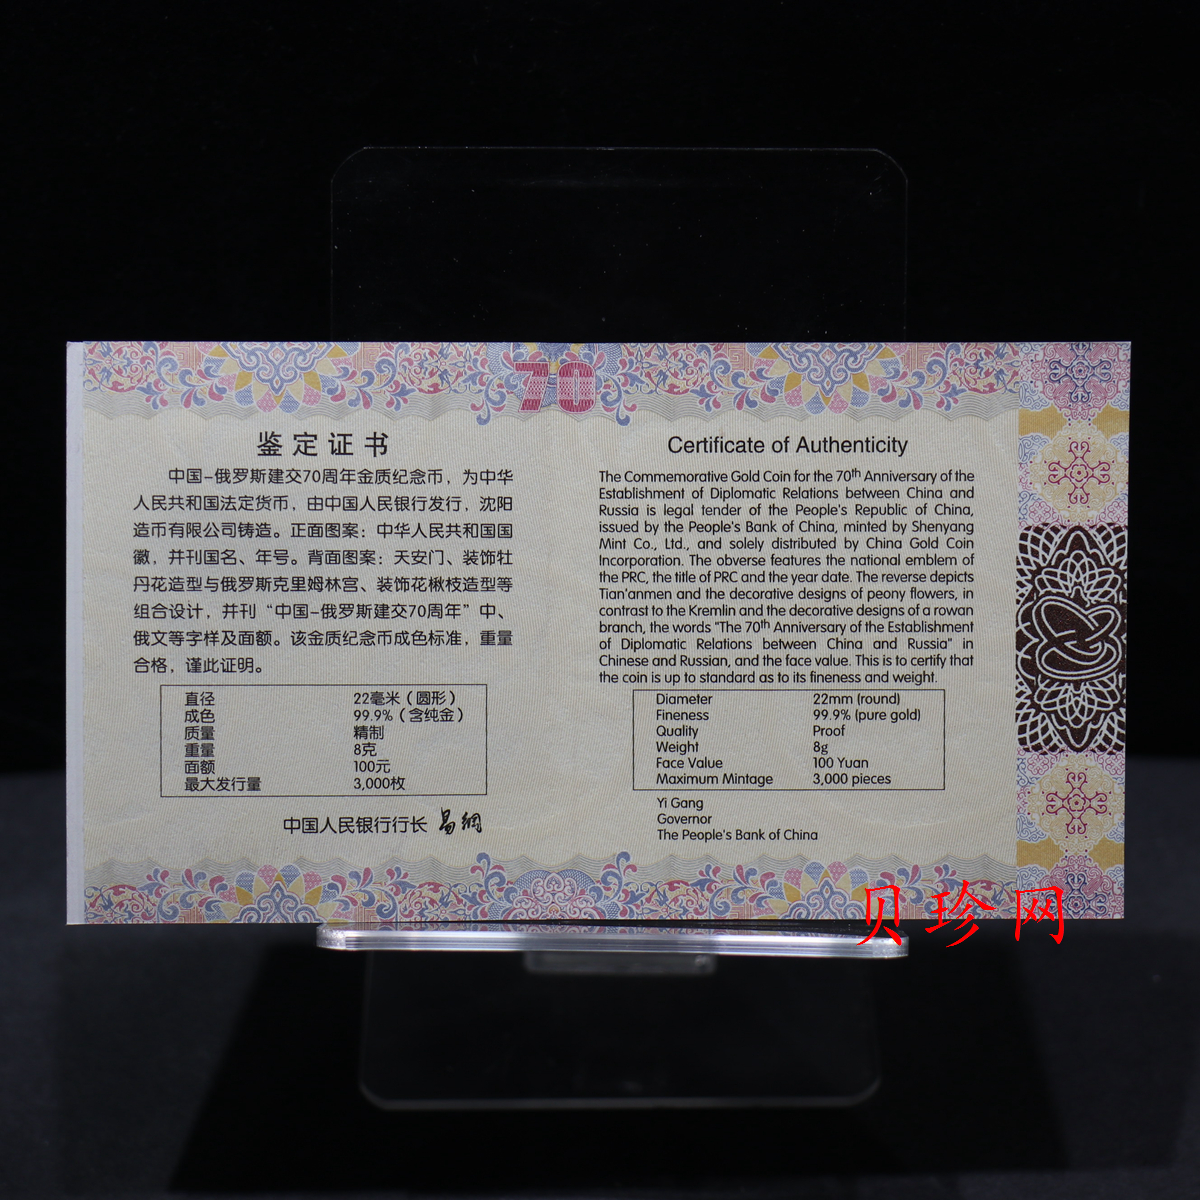 70
鉴定证书
中国-俄罗斯建交70周年金质纪念币，为中华
人民共和国法定货币，由中国人民银行发行，沈阳
造币有限公司铸造。正面图案：中华人民共和国国
徽，并刊国名、年号。背面图案：天安门、装饰牡
丹花造型与俄罗斯克里姆林宫、装饰花楸枝造型等
组合设计，并刊“中国-俄罗斯建交70周年”中、
俄文等字样及面额。该金质纪念币成色标准，重量
合格，谨此证明。
直径 22毫米（圆形）
成色 99.9%（含纯金）
质量 精制
重量 8克
面额 100元
最大发行量 3,000枚
中国人民银行行长 易纲
Certificate of Authenticity
The Commemorative Gold Coin for the 70th Anniversary of the
Establishment of Diplomatic Relations between China and
Russia is legal tender of the People's Republic of China,
issued by the People's Bank of China, minted by Shenyang
Mint Co., Ltd., and solely distributed by China Gold Coin
Incorporation. The obverse features the national emblem of
the PRC, the title of PRC and the year date. The reverse depicts
Tian'anmen and the decorative designs of peony flowers, in
contrast to the Kremlin and the decorative designs of a rowan
branch, the words "The 70th Anniversary of the Establishment
of Diplomatic Relations between China and Russia" in
Chinese and Russian, and the face value. This is to certify that
the coin is up to standard as to its fineness and weight.
Diameter 22mm (round)
Fineness 99.9% (pure gold)
Quality Proof
Weight 8g
Face Value 100 Yuan
Maximum Mintage 3,000 pieces
Yi Gang
Governor
The People's Bank of China
贝珍网